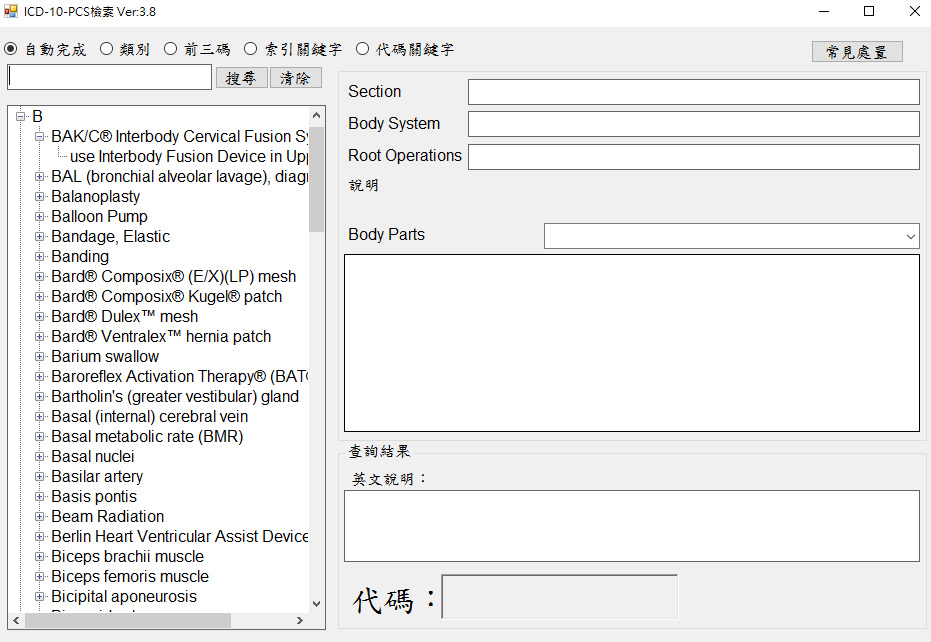 ICD-10-PCS檢索 Ver:3.8
自動完成 類別 前三碼 索引關鍵字 代碼關鍵字
常見處置
搜尋 清除
B
BAK/C® Interbody Cervical Fusion Sy
use Interbody Fusion Device in Upp
BAL (bronchial alveolar lavage), diagn
Balanoplasty
Balloon Pump
Bandage, Elastic
Banding
Bard® Composix® (E/X)(LP) mesh
Bard® Composix® Kugel® patch
Bard® Dulex™ mesh
Bard® Ventralex™ hernia patch
Barium swallow
Baroreflex Activation Therapy® (BAT
Bartholin's (greater vestibular) gland
Basal (internal) cerebral vein
Basal metabolic rate (BMR)
Basal nuclei
Basilar artery
Basis pontis
Beam Radiation
Berlin Heart Ventricular Assist Device
Biceps brachii muscle
Biceps femoris muscle
Bicipital aponeurosis
Section
Body System
Root Operations
說明
Body Parts
查詢結果
英文說明：
代碼：